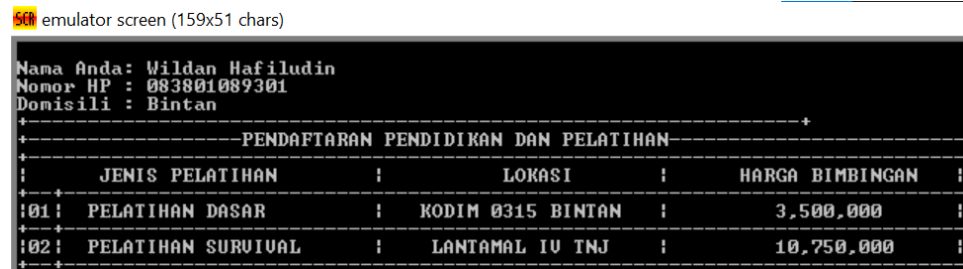 SCR emulator screen (159x51 chars)
Nama Anda: Wildan Hafiludin
Nomor HP : 083801089301
Domisili : Bintan
PENDAFTARAN PENDIDIKAN DAN PELATIHAN
JENIS PELATIHAN LOKASI HARGA BIMBINGAN
01 PELATIHAN DASAR KODIM 0315 BINTAN 3,500,000
02 PELATIHAN SURVIVAL LANTAMAL IV TNJ 10,750,000